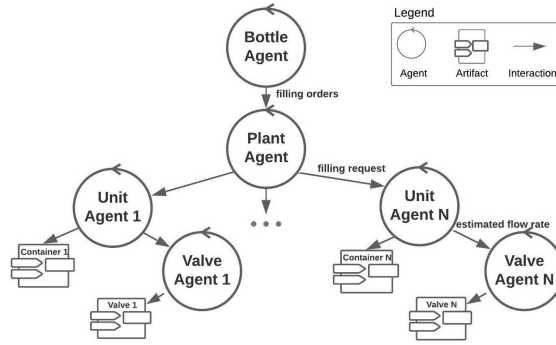 Legend
Agent
Artifact
Interaction
Bottle
Agent
filling orders
Plant
Agent
filling request
Unit
Agent 1
Unit
Agent N
estimated flow rate
Container 1
Valve
Agent 1
Container N
Valve
Agent N
Valve 1
Valve N